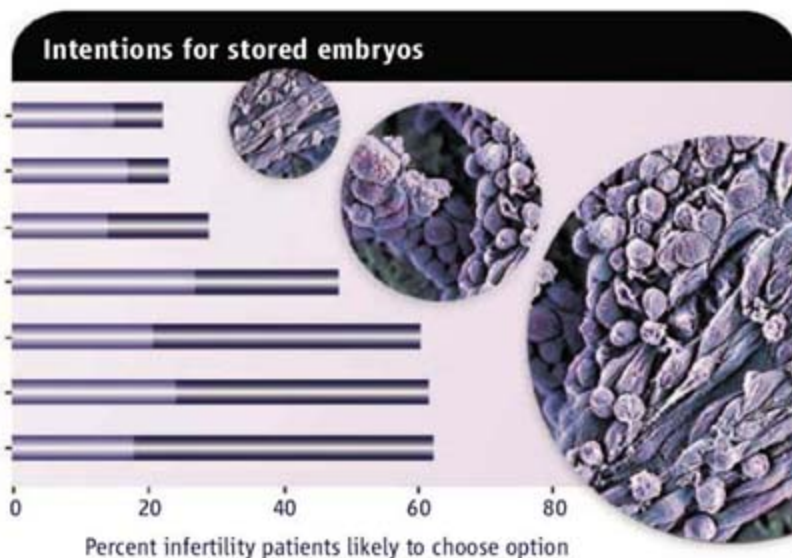 Intentions for stored embryos
0 20 40 60 80
Percent infertility patients likely to choose option